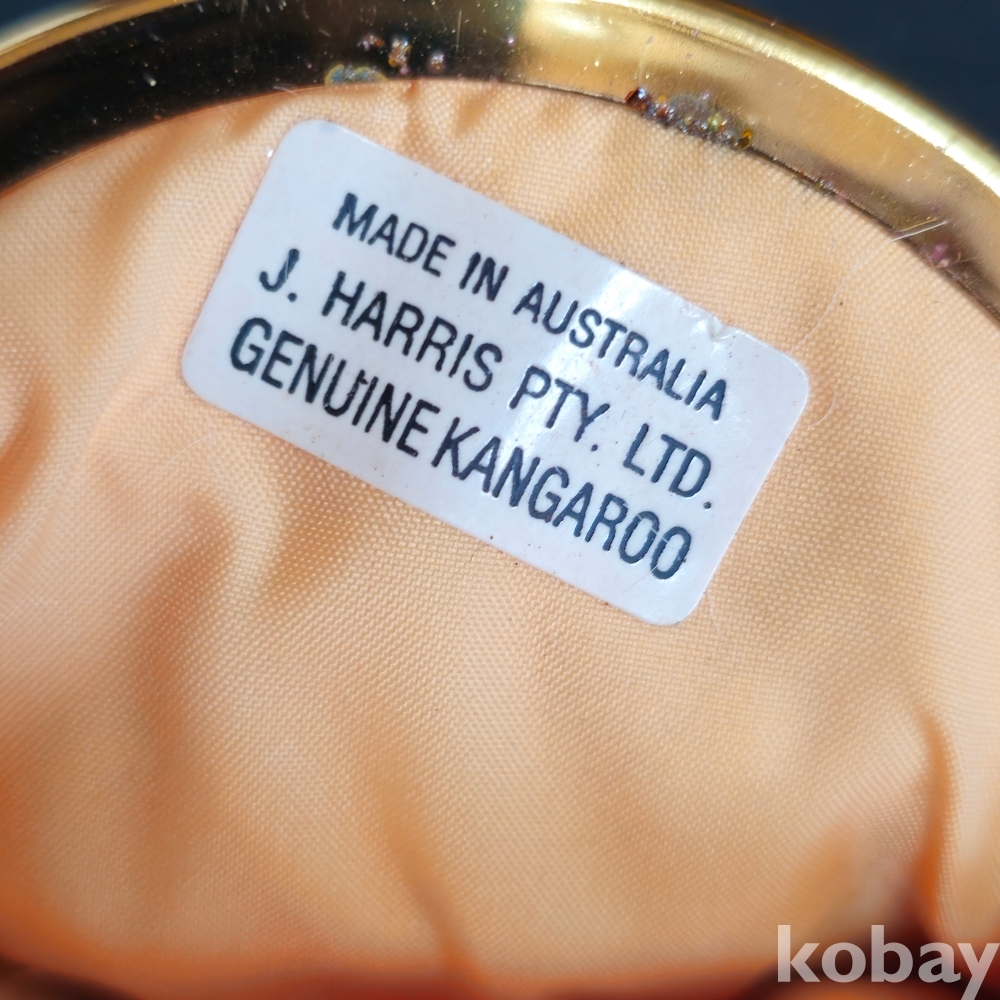 MADE IN AUSTRALIA
J. HARRIS PTY. LTD.
GENUINE KANGAROO
kobay